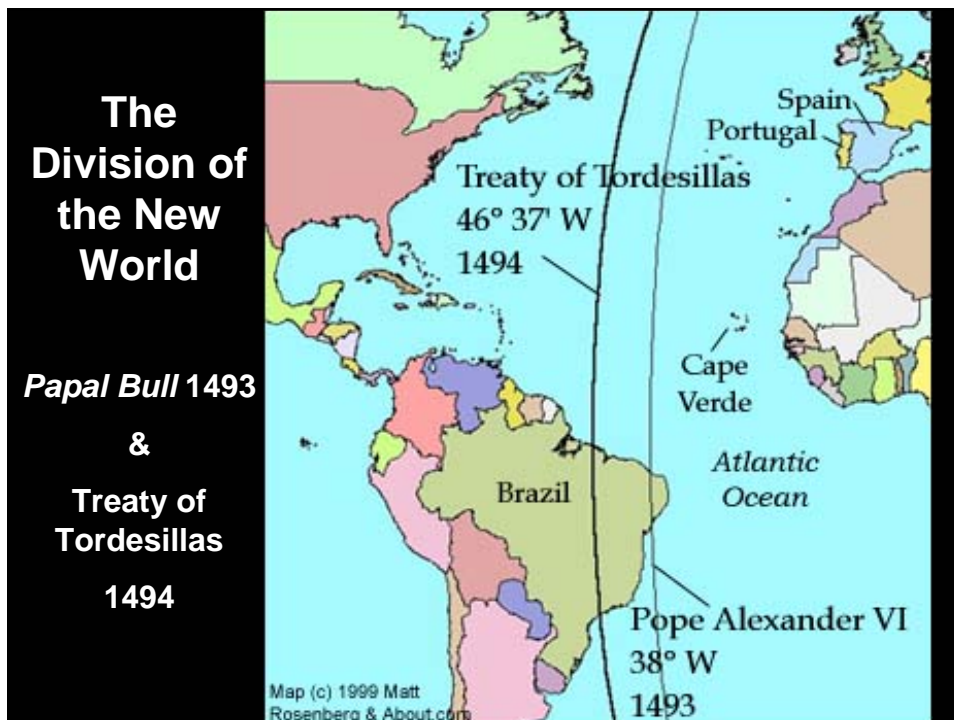 The
Division of
the New
World
Papal Bull 1493
&
Treaty of
Tordesillas
1494
Spain
Portugal
Treaty of Tordesillas
46° 37' W
1494
Cape
Verde
Atlantic
Ocean
Brazil
Pope Alexander VI
38° W
1493
Map (c) 1999 Matt
Rosenberg & About.com